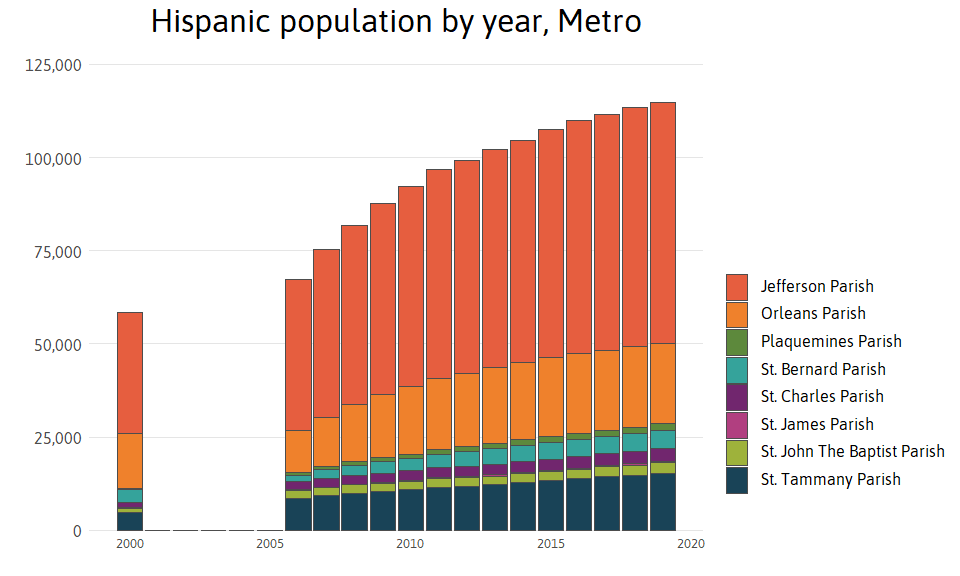 Hispanic population by year, Metro
125,000
100,000
75,000
50,000
25,000
0
2000
2005
2010
2015
2020
Jefferson Parish
Orleans Parish
Plaquemines Parish
St. Bernard Parish
St. Charles Parish
St. James Parish
St. John The Baptist Parish
St. Tammany Parish